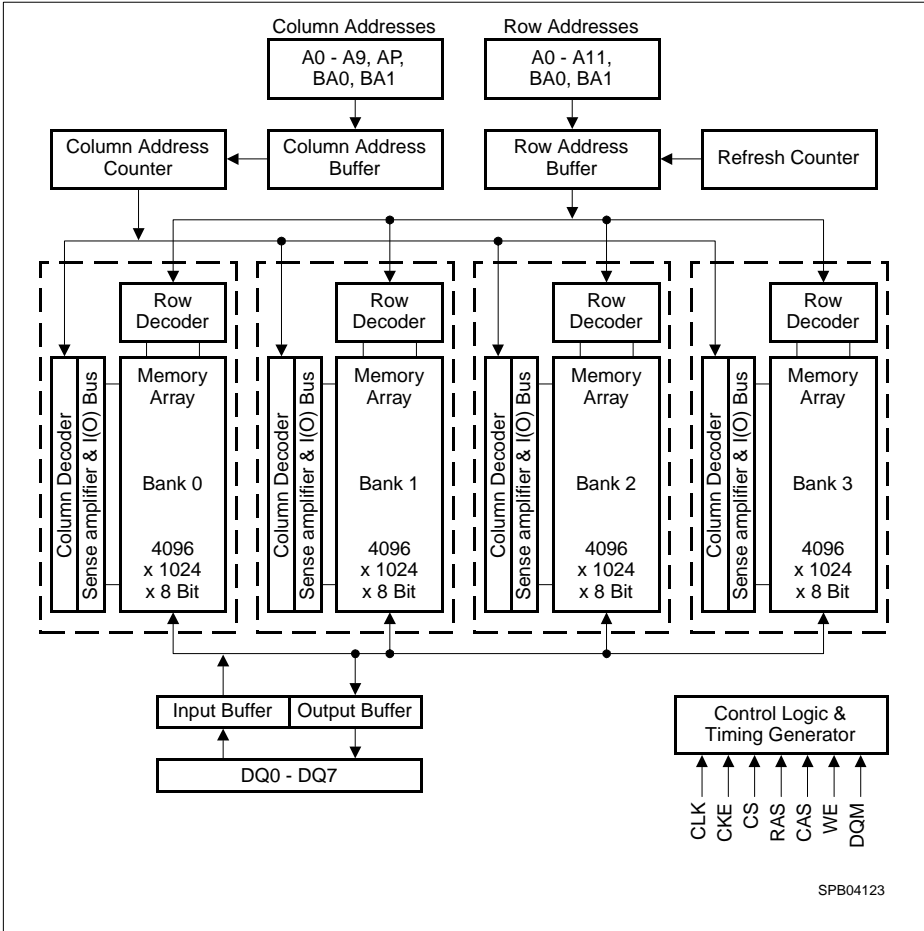 Column Addresses
Row Addresses
A0 - A9, AP,
BA0, BA1
A0 - A11,
BA0, BA1
Column Address
Counter
Column Address
Buffer
Row Address
Buffer
Refresh Counter
Row
Decoder
Row
Decoder
Row
Decoder
Row
Decoder
Column Decoder
Sense amplifier & I(O) Bus
Memory
Array
Bank 0
4096
x 1024
x 8 Bit
Column Decoder
Sense amplifier & I(O) Bus
Memory
Array
Bank 1
4096
x 1024
x 8 Bit
Column Decoder
Sense amplifier & I(O) Bus
Memory
Array
Bank 2
4096
x 1024
x 8 Bit
Column Decoder
Sense amplifier & I(O) Bus
Memory
Array
Bank 3
4096
x 1024
x 8 Bit
Input Buffer
Output Buffer
DQ0 - DQ7
Control Logic &
Timing Generator
CLK
CKE
CS
RAS
CAS
WE
DQM
SPB04123